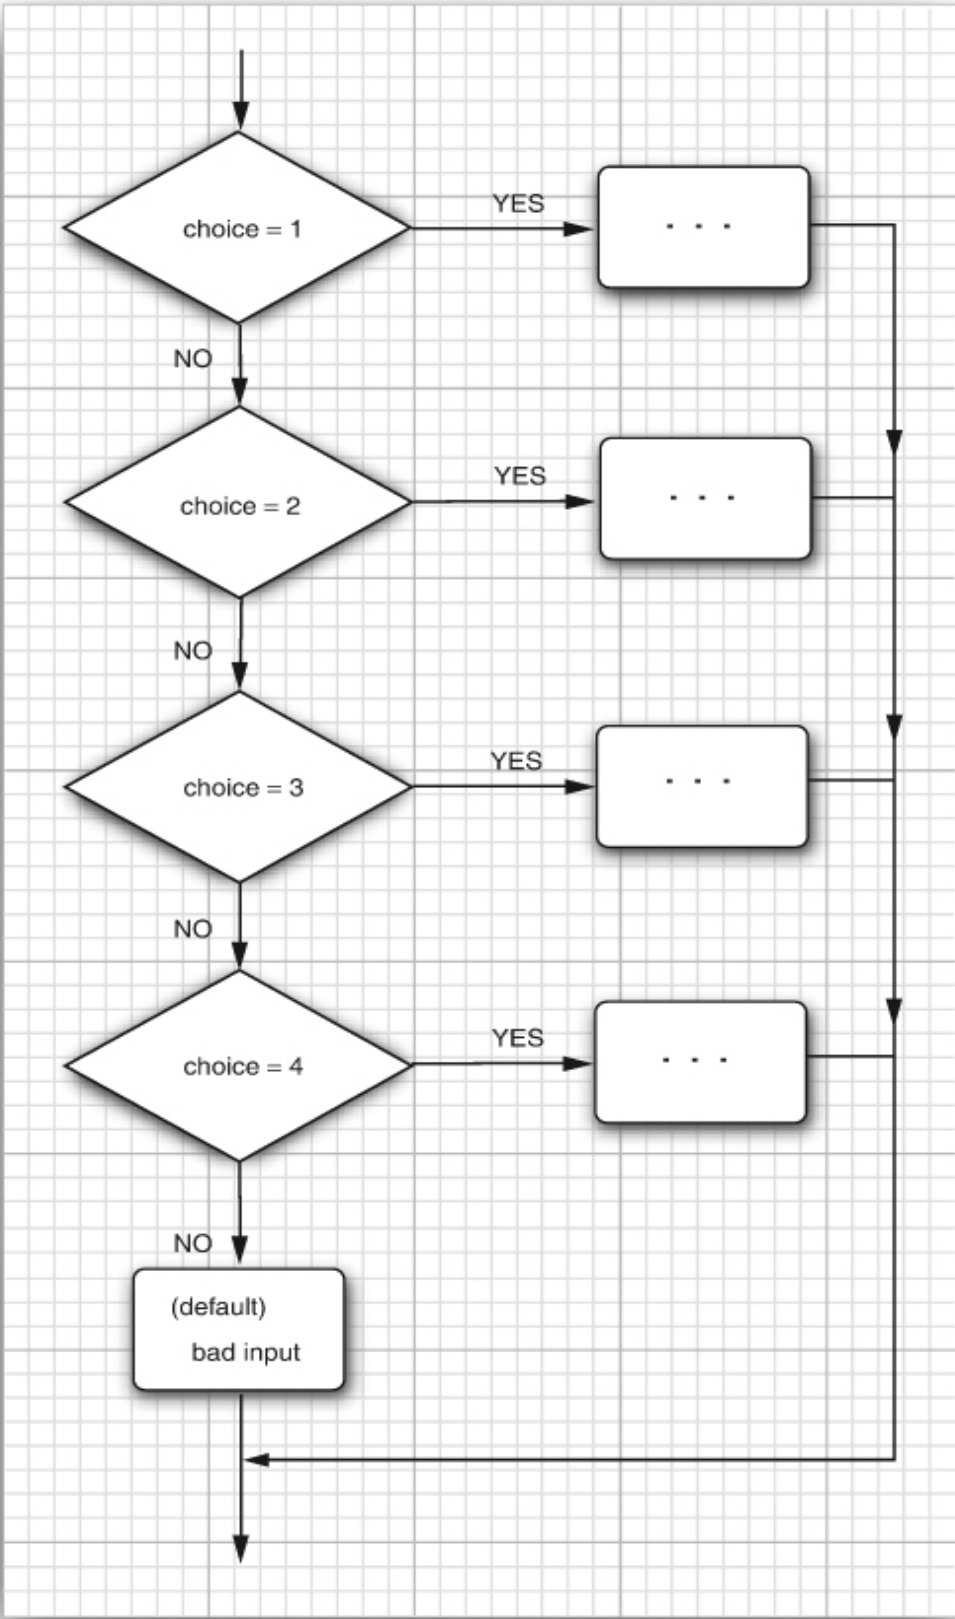 choice = 1
YES
. . .
NO
choice = 2
YES
. . .
NO
choice = 3
YES
. . .
NO
choice = 4
YES
. . .
NO
(default)
bad input